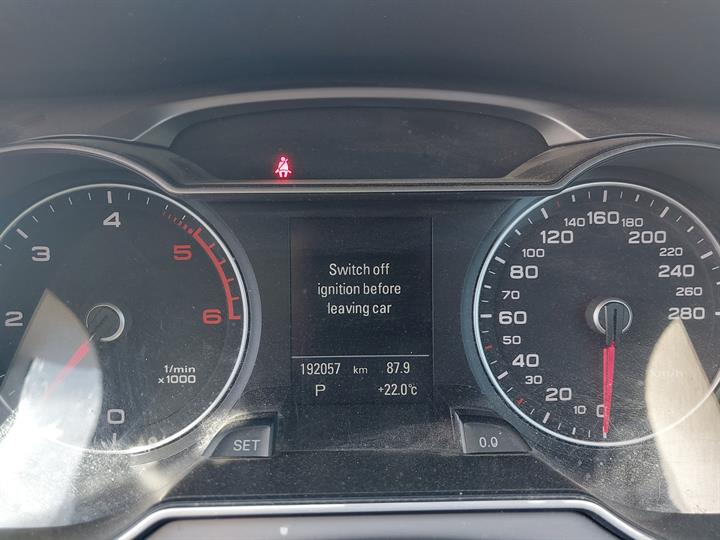 4
3
5
2
6
1/min
x1000
0
Switch off
ignition before
leaving car
192057 km 87.9
P +22.0°C
SET
0.0
140 160 180
120 200
100 220
80 240
70 260
60 280
50
40
30
20
10
0
km/h